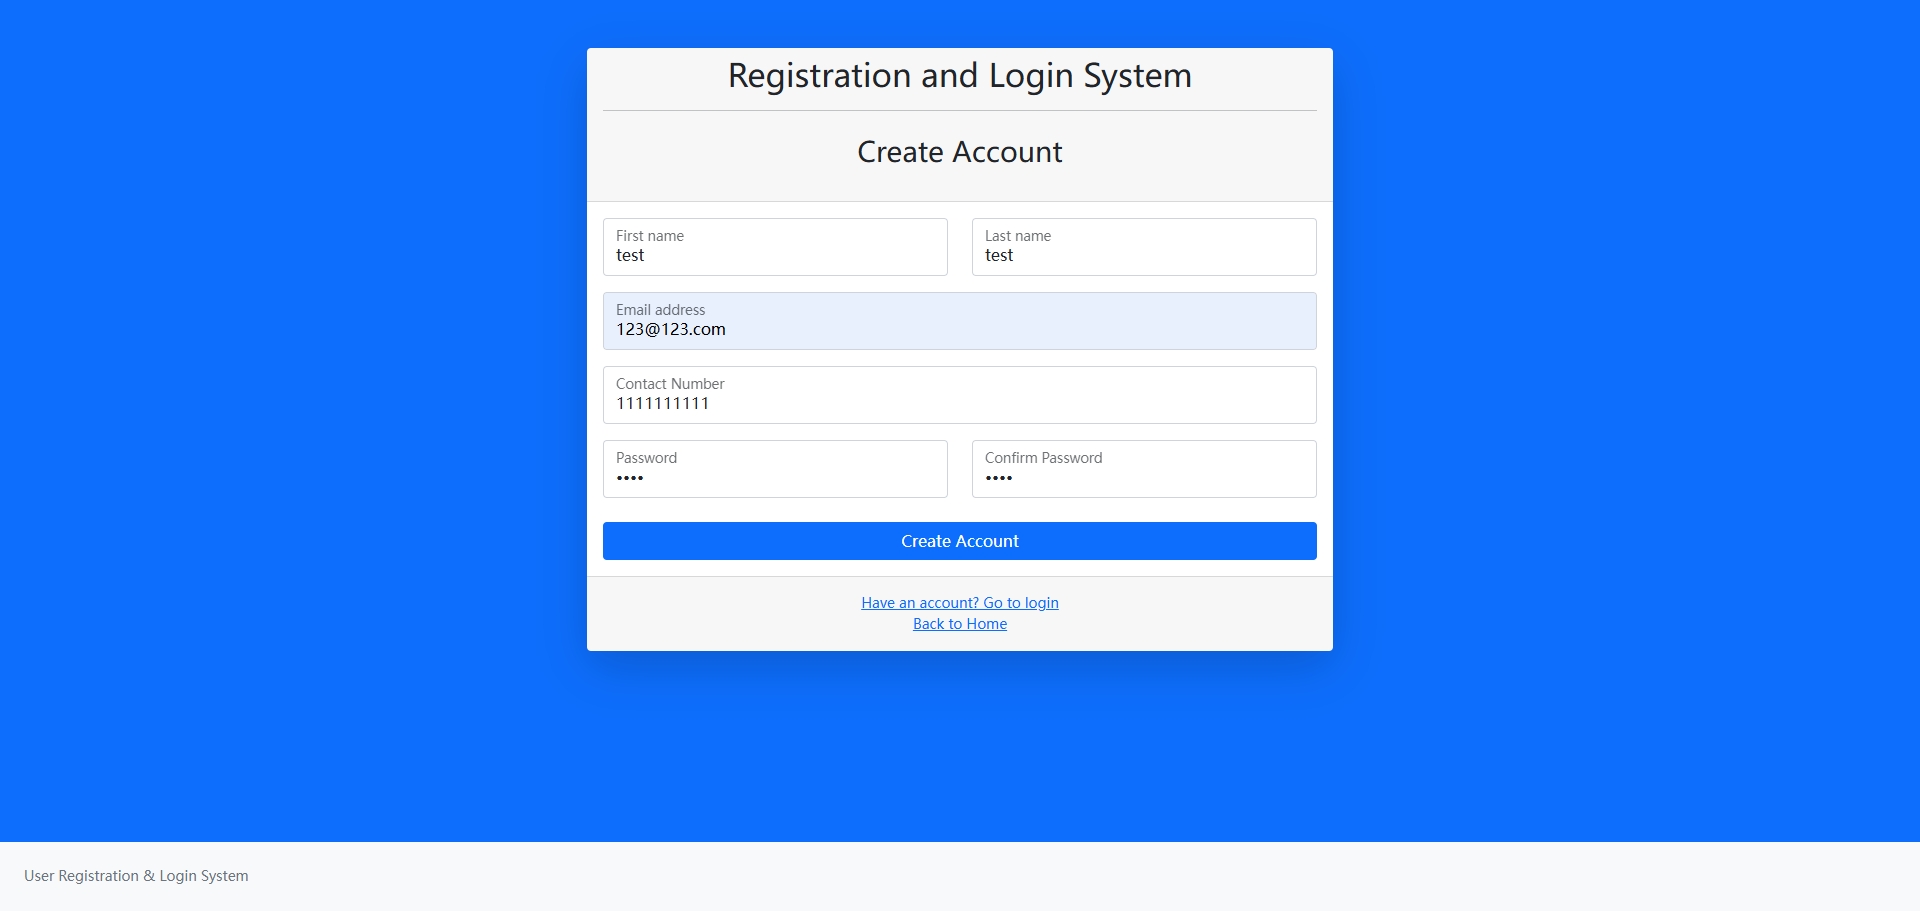 Registration and Login System
Create Account
First name
test
Last name
test
Email address
123@123.com
Contact Number
1111111111
Password
••••
Confirm Password
••••
Create Account
Have an account? Go to login
Back to Home
User Registration & Login System